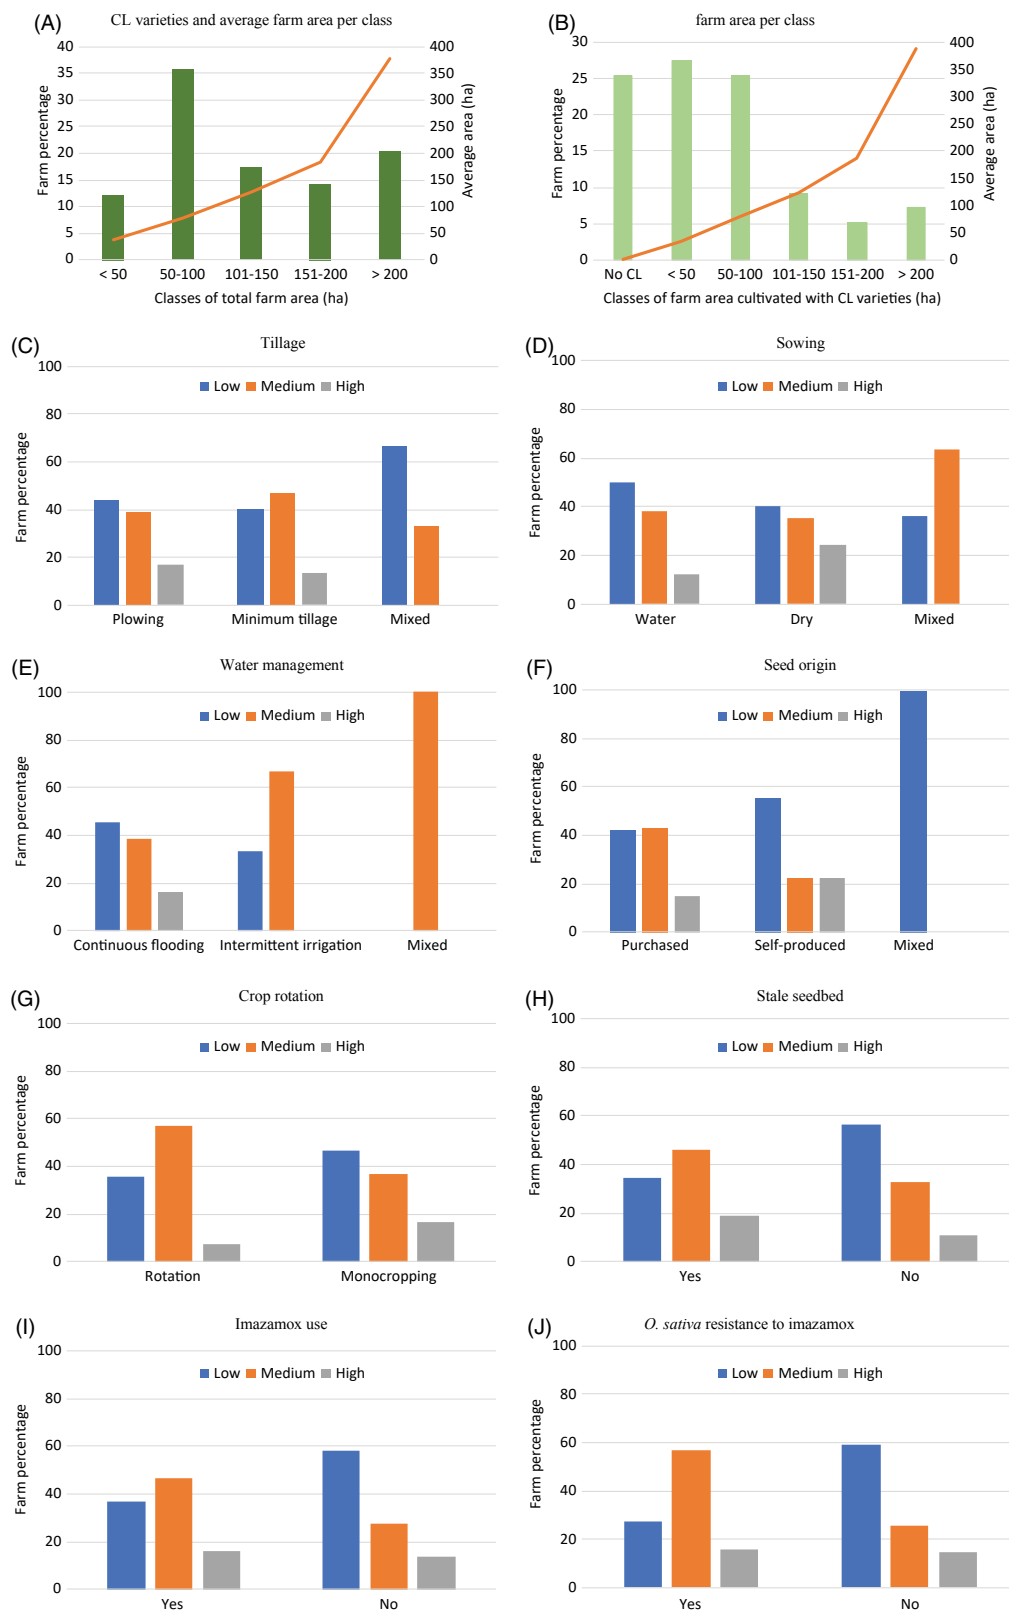 (A)
CL varieties and average farm area per class
Farm percentage
40
35
30
25
20
15
10
5
0
400
350
300
250
200
150
100
50
0
Average area (ha)
< 50 50-100 101-150 151-200 > 200
Classes of total farm area (ha)
(B)
farm area per class
Farm percentage
30
25
20
15
10
5
0
400
350
300
250
200
150
100
50
0
Average area (ha)
No CL < 50 50-100 101-150 151-200 > 200
Classes of farm area cultivated with CL varieties (ha)
(C)
Tillage
Low Medium High
Farm percentage
100
80
60
40
20
0
Plowing Minimum tillage Mixed
(D)
Sowing
Low Medium High
Farm percentage
100
80
60
40
20
0
Water Dry Mixed
(E)
Water management
Low Medium High
Farm percentage
100
80
60
40
20
0
Continuous flooding Intermittent irrigation Mixed
(F)
Seed origin
Low Medium High
Farm percentage
100
80
60
40
20
0
Purchased Self-produced Mixed
(G)
Crop rotation
Low Medium High
Farm percentage
100
80
60
40
20
0
Rotation Monocropping
(H)
Stale seedbed
Low Medium High
Farm percentage
100
80
60
40
20
0
Yes No
(I)
Imazamox use
Low Medium High
Farm percentage
100
80
60
40
20
0
Yes No
(J)
O. sativa resistance to imazamox
Low Medium High
Farm percentage
100
80
60
40
20
0
Yes No